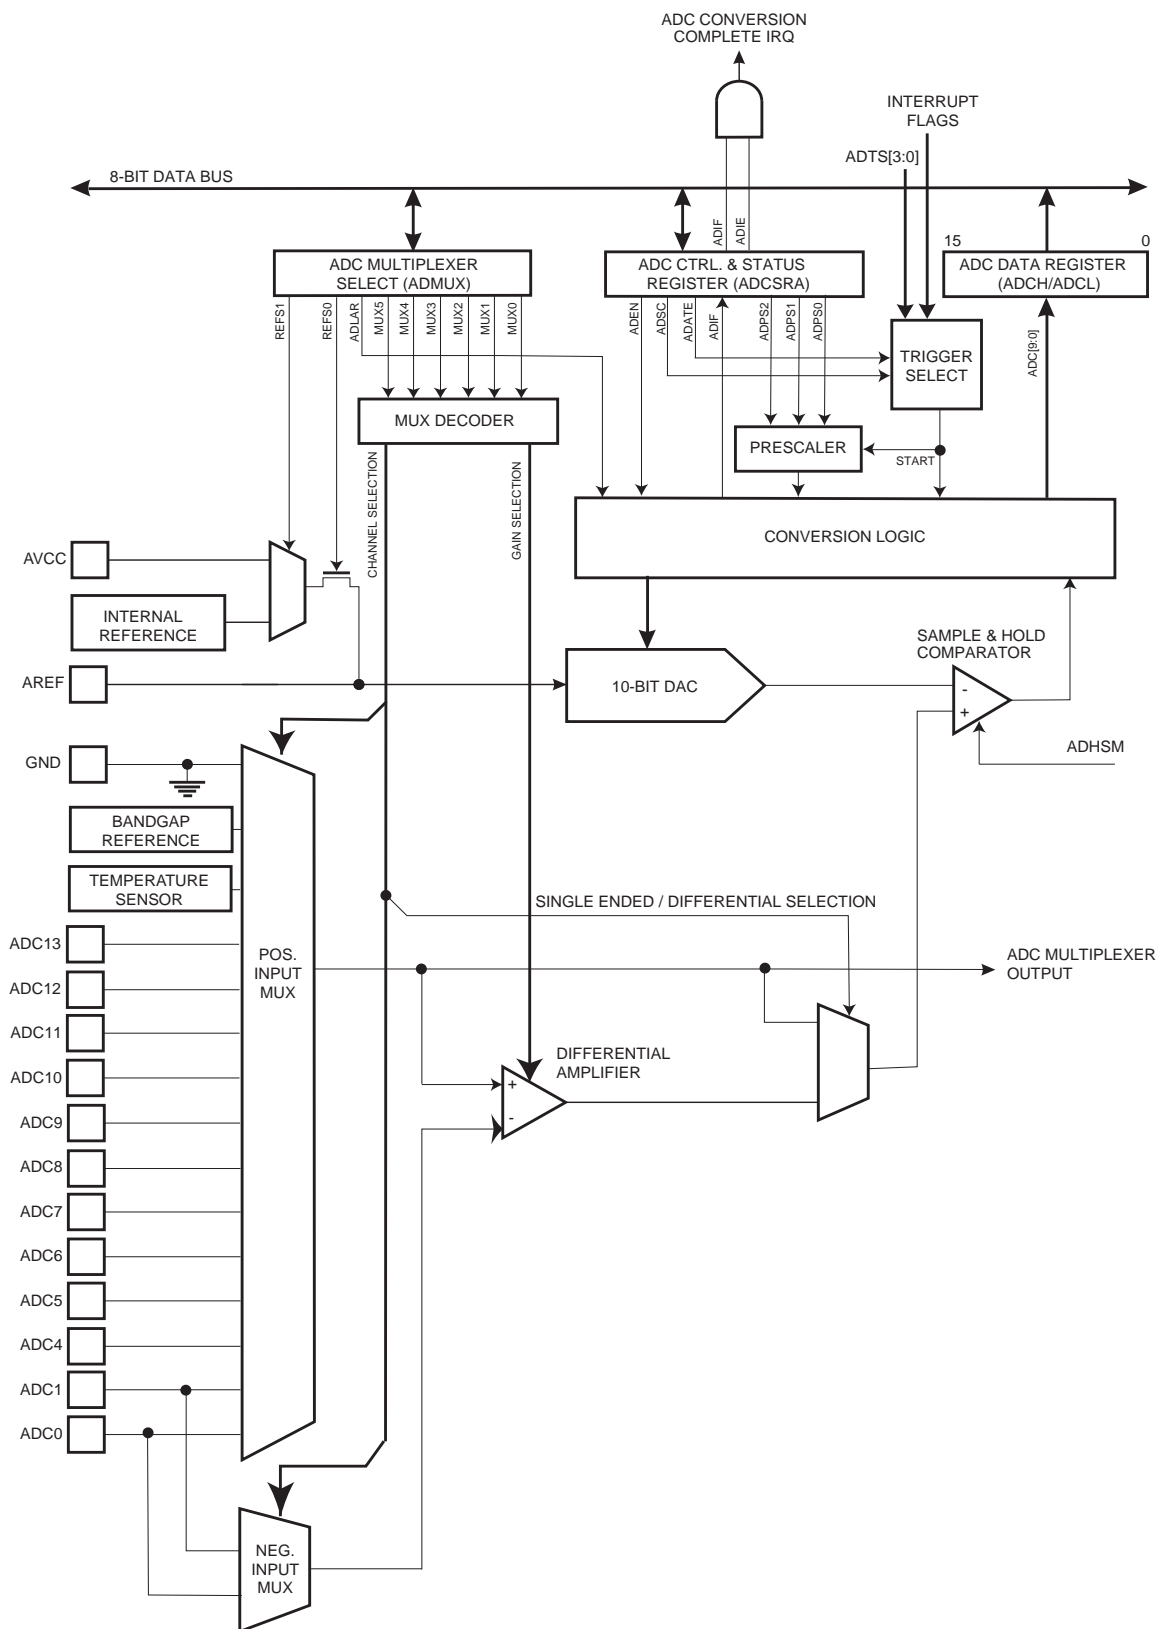 ADC CONVERSION
COMPLETE IRQ
INTERRUPT
FLAGS
ADTS[3:0]
8-BIT DATA BUS
ADIF
ADIE
15
0
ADC MULTIPLEXER
SELECT (ADMUX)
ADC CTRL. & STATUS
REGISTER (ADCSRA)
ADC DATA REGISTER
(ADCH/ADCL)
REFS1
REFS0
ADLAR
MUX5
MUX4
MUX3
MUX2
MUX1
MUX0
ADEN
ADSC
ADATE
ADIF
ADPS2
ADPS1
ADPS0
TRIGGER
SELECT
ADC[9:0]
MUX DECODER
PRESCALER
START
CHANNEL SELECTION
GAIN SELECTION
CONVERSION LOGIC
AVCC
INTERNAL
REFERENCE
SAMPLE & HOLD
COMPARATOR
AREF
10-BIT DAC
-
+
ADHSM
GND
BANDGAP
REFERENCE
TEMPERATURE
SENSOR
SINGLE ENDED / DIFFERENTIAL SELECTION
ADC13
POS.
INPUT
MUX
ADC MULTIPLEXER
OUTPUT
ADC12
ADC11
DIFFERENTIAL
AMPLIFIER
ADC10
+
-
ADC9
ADC8
ADC7
ADC6
ADC5
ADC4
ADC1
ADC0
NEG.
INPUT
MUX